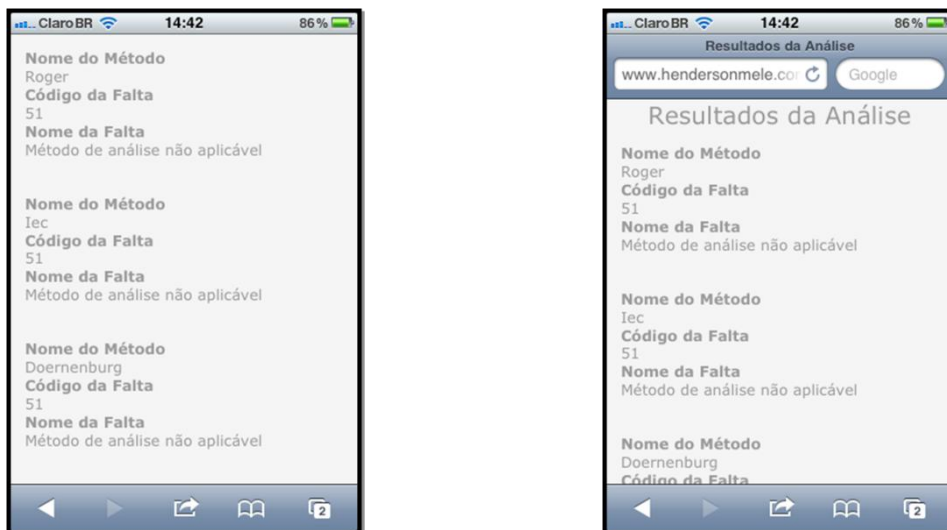 ClaroBR 14:42 86%
Nome do Método
Roger
Código da Falta
51
Nome da Falta
Método de análise não aplicável
Nome do Método
Iec
Código da Falta
51
Nome da Falta
Método de análise não aplicável
Nome do Método
Doernenburg
Código da Falta
51
Nome da Falta
Método de análise não aplicável
2
ClaroBR 14:42 86%
Resultados da Análise
www.hendersonmele.co Google
Resultados da Análise
Nome do Método
Roger
Código da Falta
51
Nome da Falta
Método de análise não aplicável
Nome do Método
Iec
Código da Falta
51
Nome da Falta
Método de análise não aplicável
Nome do Método
Doernenburg
Código da Falta
2